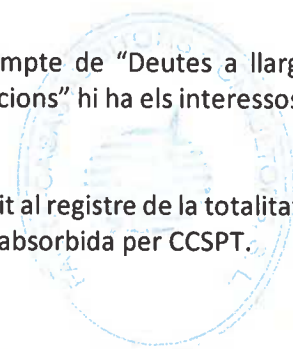 mpte de “Deutes a llarg
cions” hi ha els interessos
it al registre de la totalitat
absorbida per CCSPT.